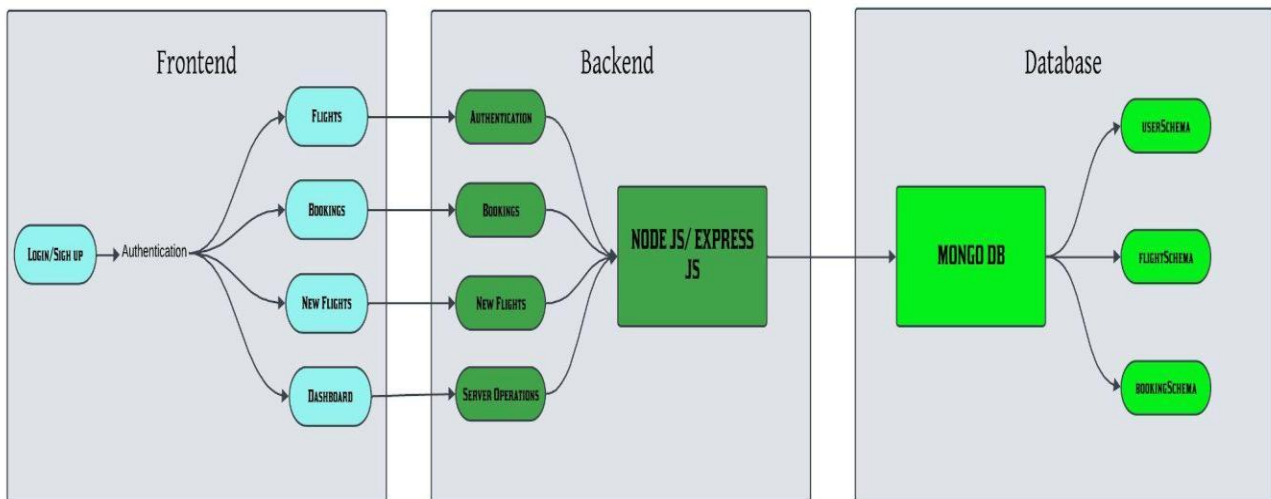 Frontend
Backend
Database
Login/Sigh up
Authentication
Flights
Bookings
New Flights
Dashboard
Authentication
Bookings
New Flights
Server Operations
NODE JS/ EXPRESS
JS
MONGO DB
userSchema
flightSchema
bookingSchema